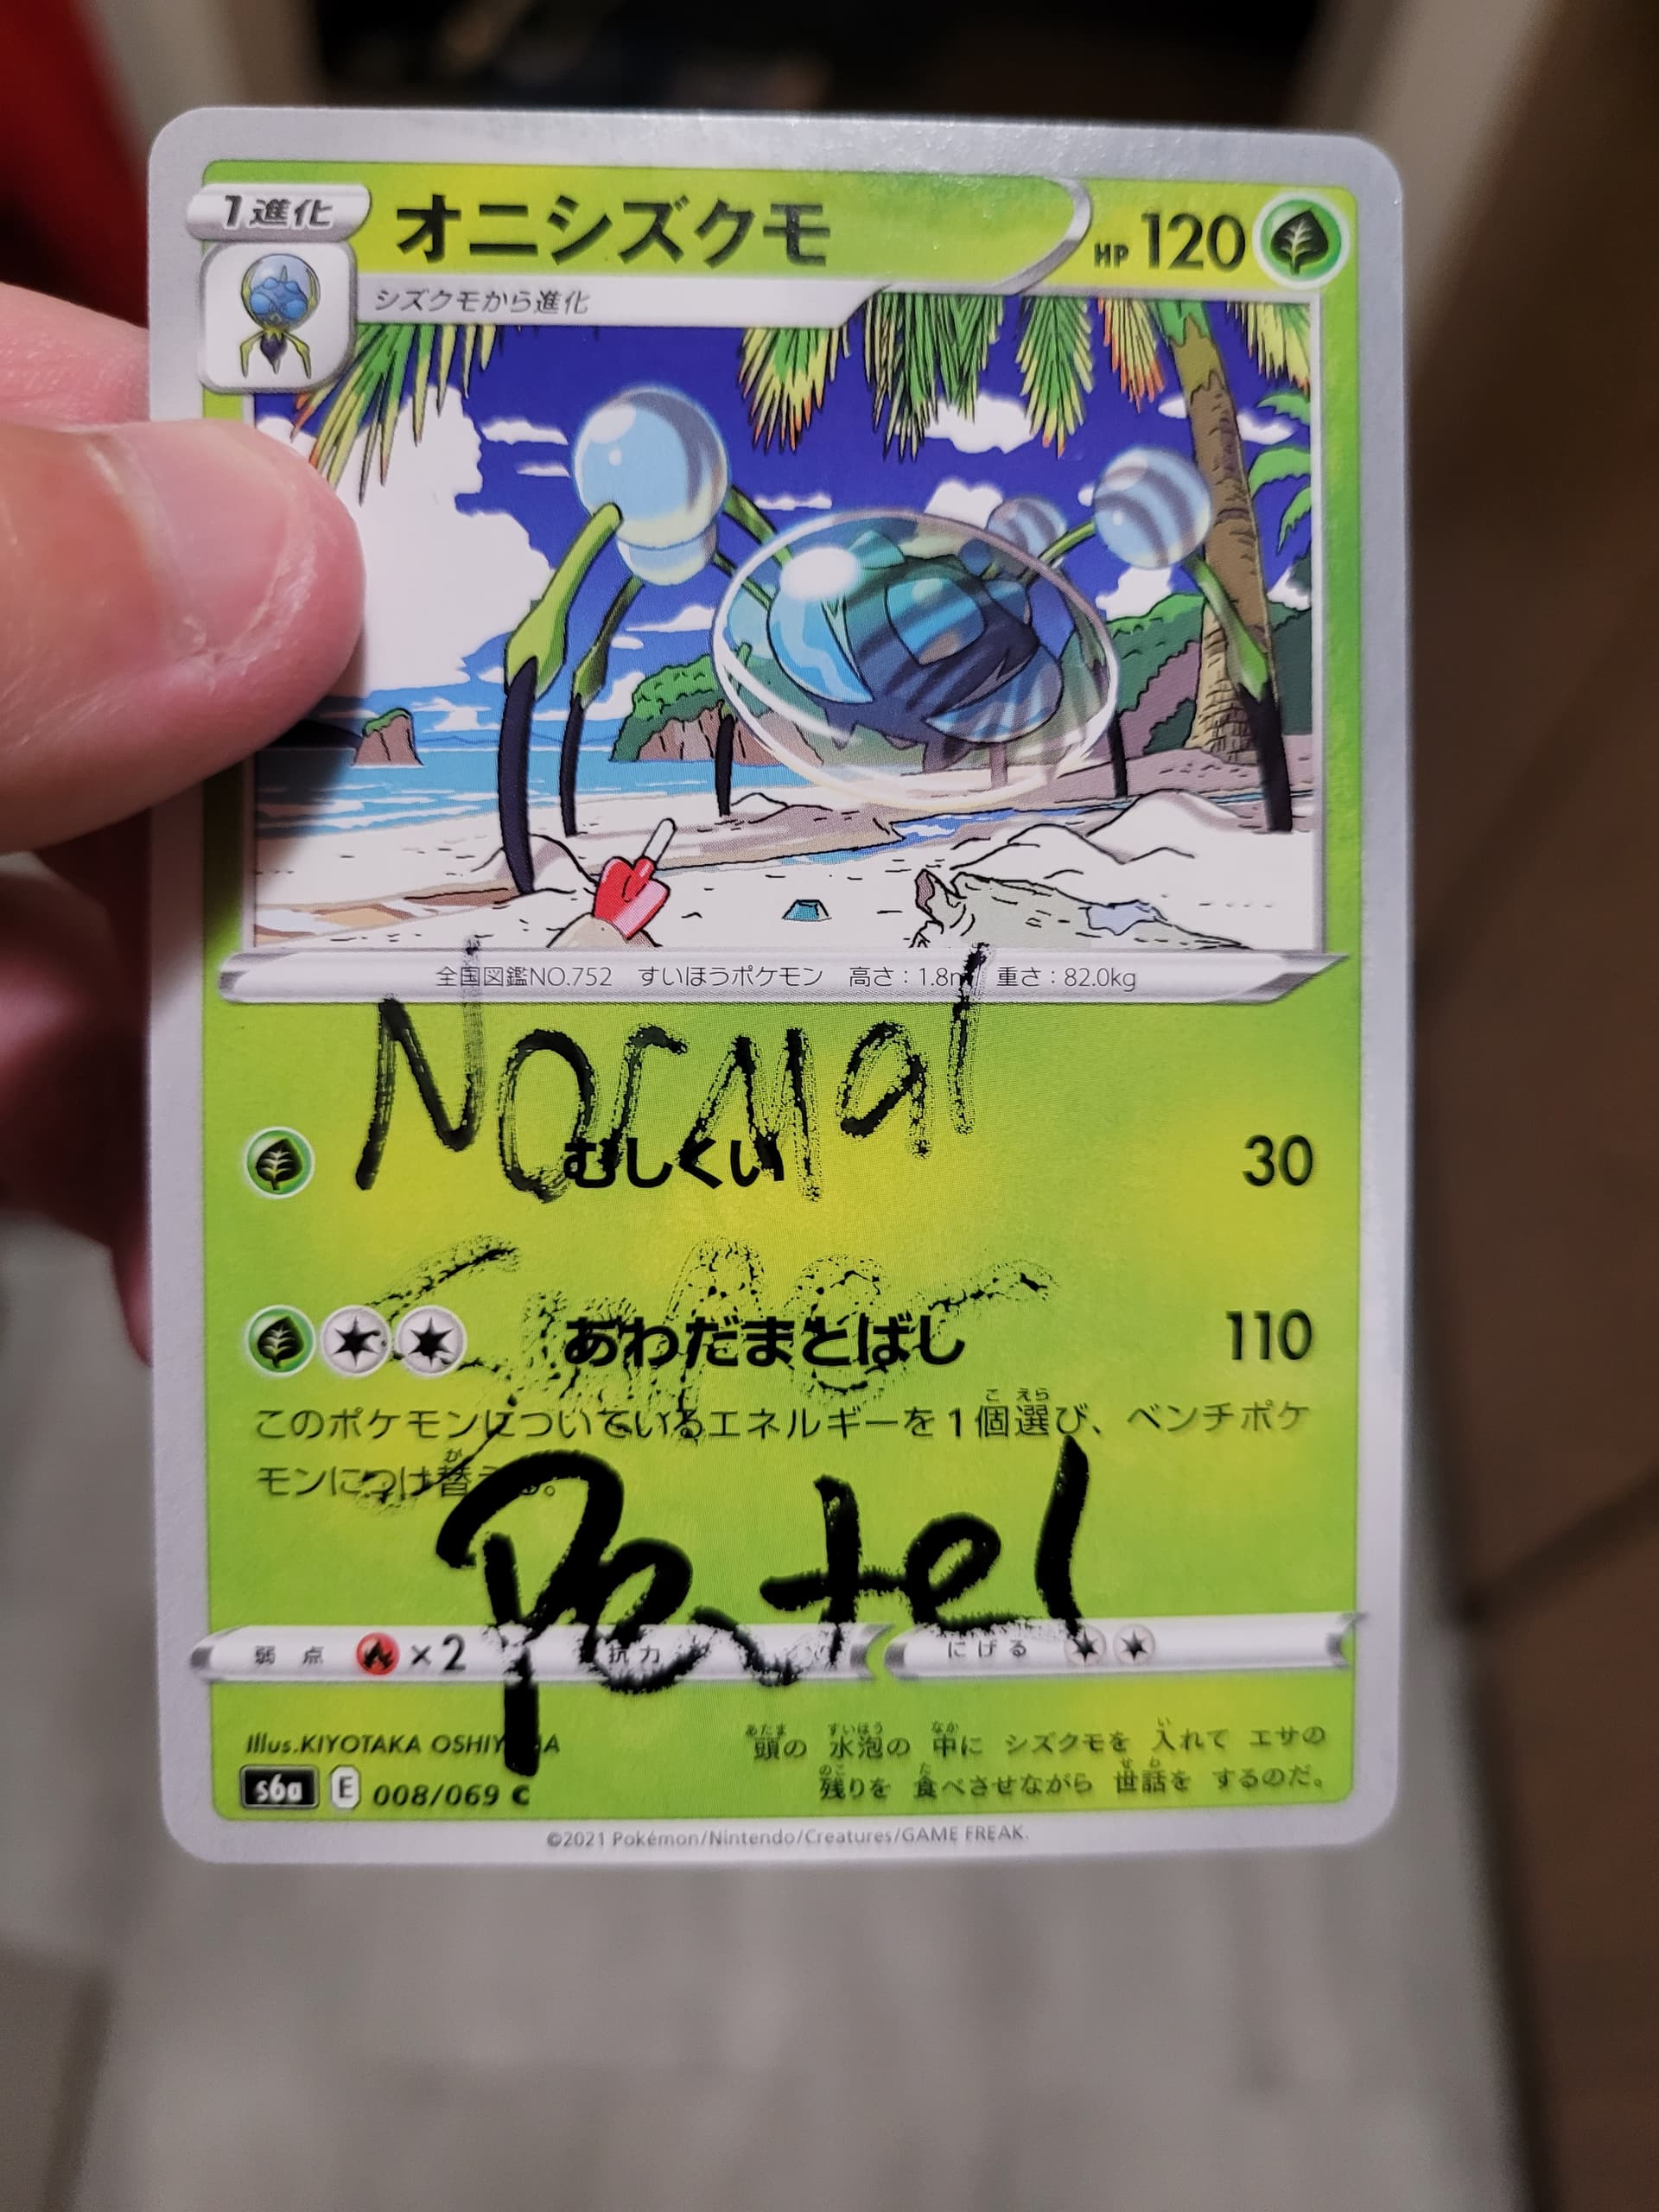 1進化
オニシズクモ
HP 120
シズクモから進化
全国図鑑NO.752 すいほうポケモン 高さ:1.8m 重さ:82.0kg
Normal
むしくい 30
あわだまとばし 110
このポケモンについているエネルギーを1個選び、ベンチポケ
モンにつけ替える。
弱点 ×2 抗力 にげる
Illus.KIYOTAKA OSHIYAMA
頭の 水泡の 中に シズクモを 入れて エサの
残りを 食べさせながら 世話を するのだ。
s6a E 008/069 C
©2021 Pokémon/Nintendo/Creatures/GAME FREAK.